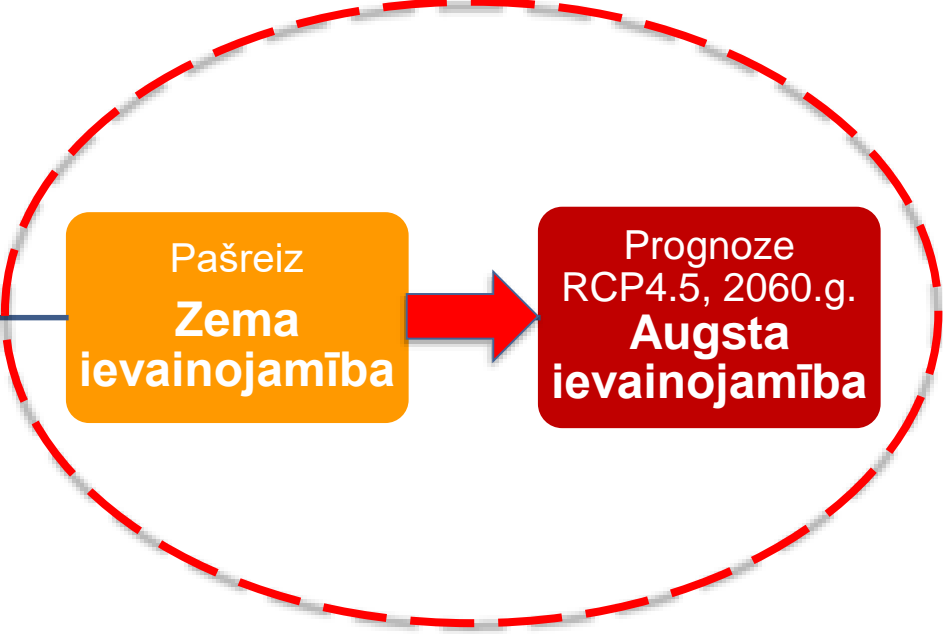 Pašreiz
Zema
ievainojamība
Prognoze
RCP4.5, 2060.g.
Augsta
ievainojamība